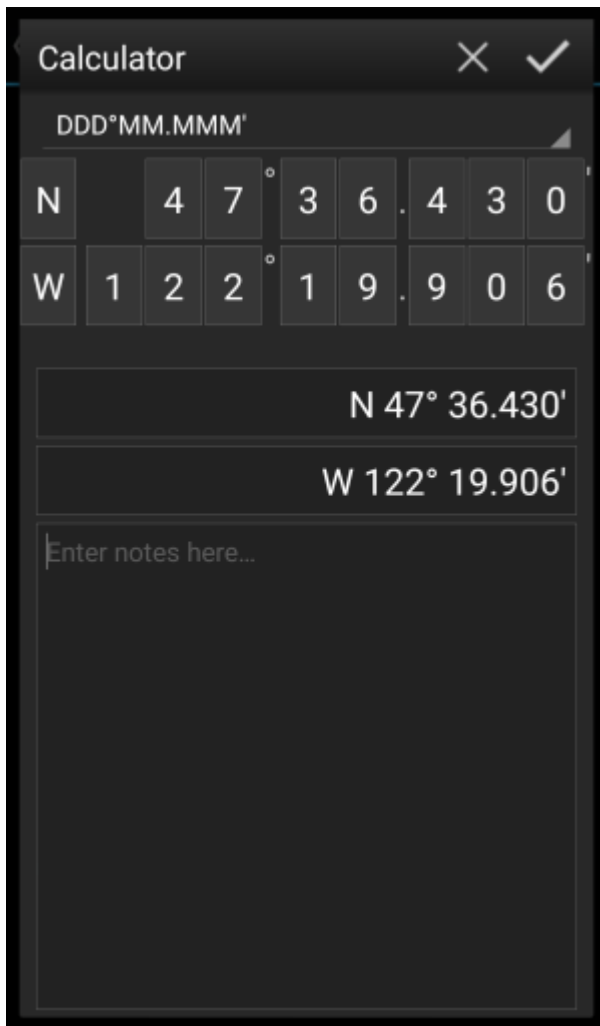 Calculator
DDD°MM.MMM'
N 4 7 ° 3 6 . 4 3 0 '
W 1 2 2 ° 1 9 . 9 0 6 '
N 47° 36.430'
W 122° 19.906'
Enter notes here...